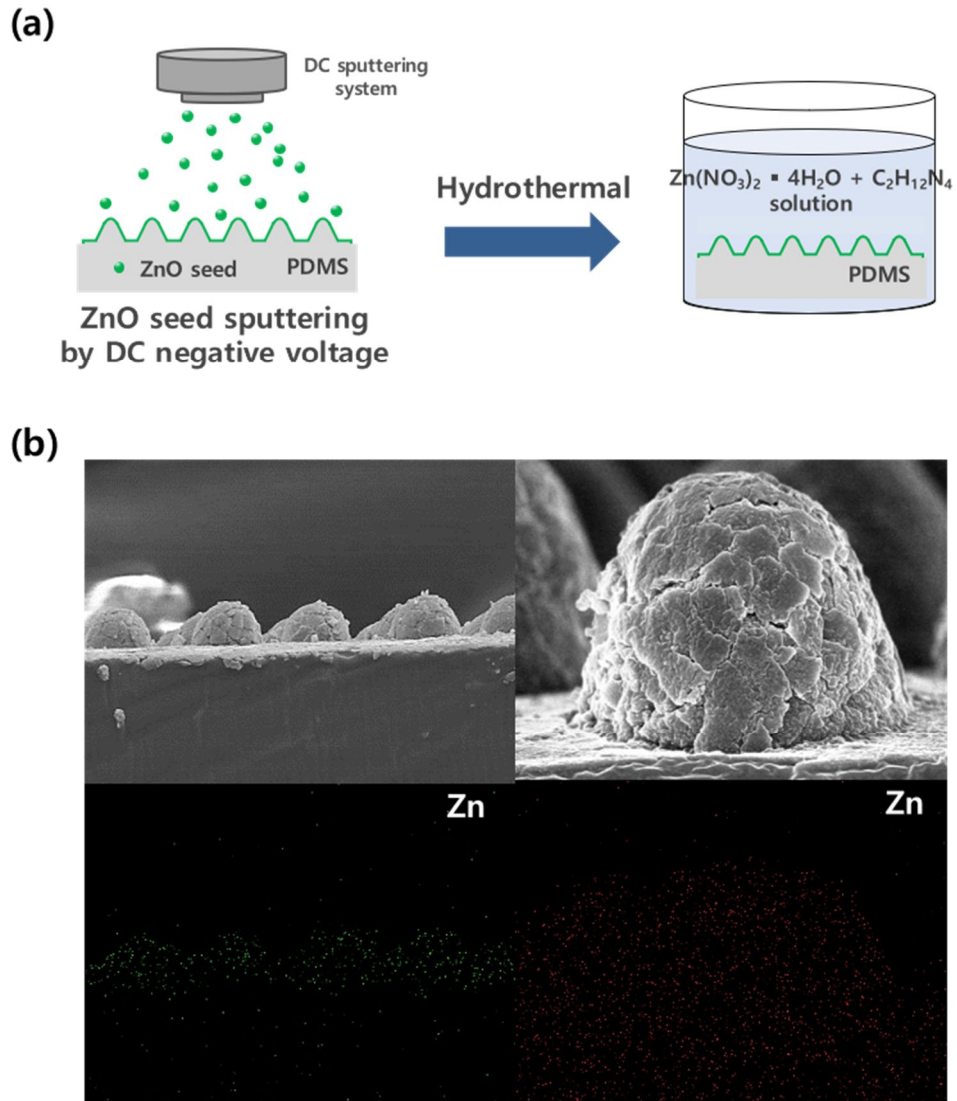 (a)
DC sputtering
system
Hydrothermal
Zn(NO₃)₂ ▪ 4H₂O + C₂H₁₂N₄
solution
ZnO seed
PDMS
PDMS
ZnO seed sputtering
by DC negative voltage
(b)
Zn
Zn